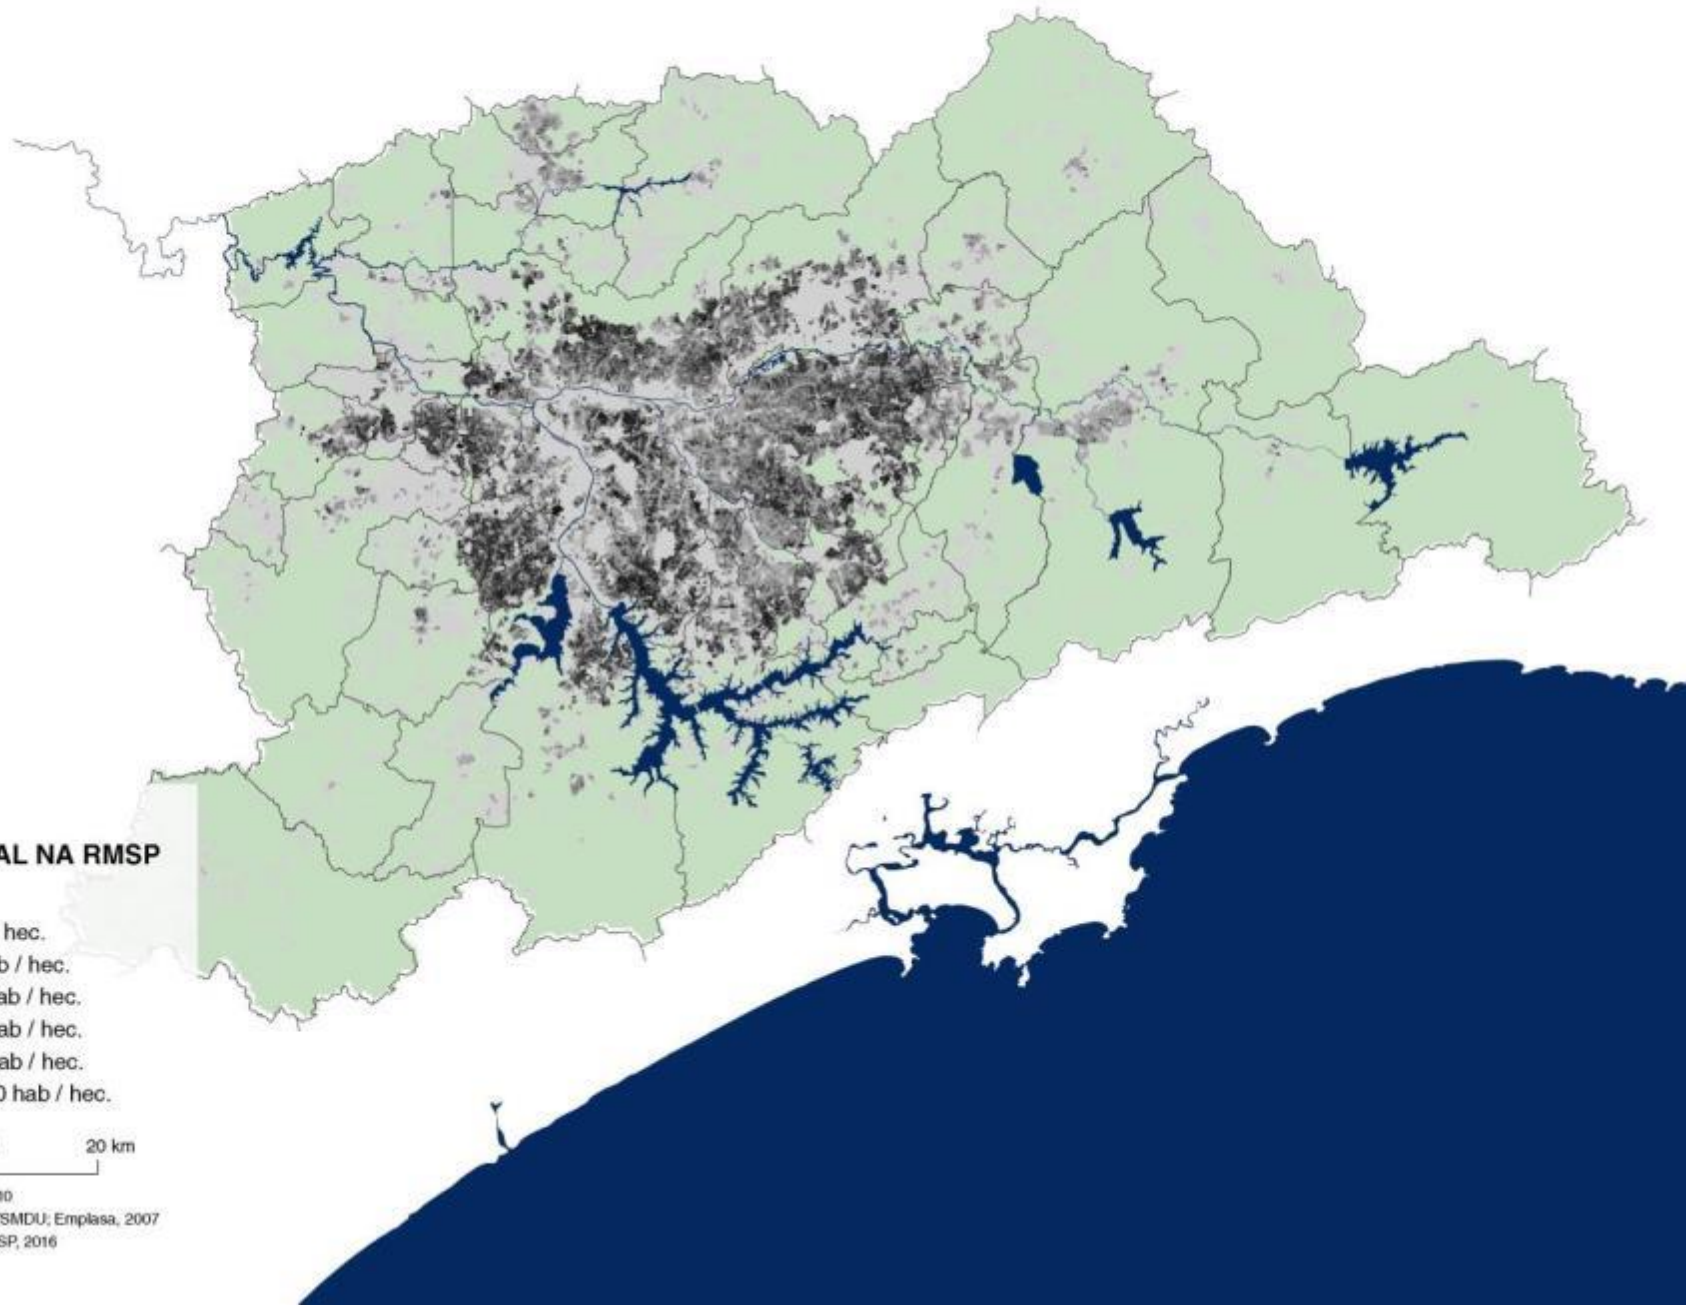 AL NA RMSP
hec.
b / hec.
ab / hec.
ab / hec.
ab / hec.
0 hab / hec.
20 km
10
/SMDU; Emplasa, 2007
SP, 2016